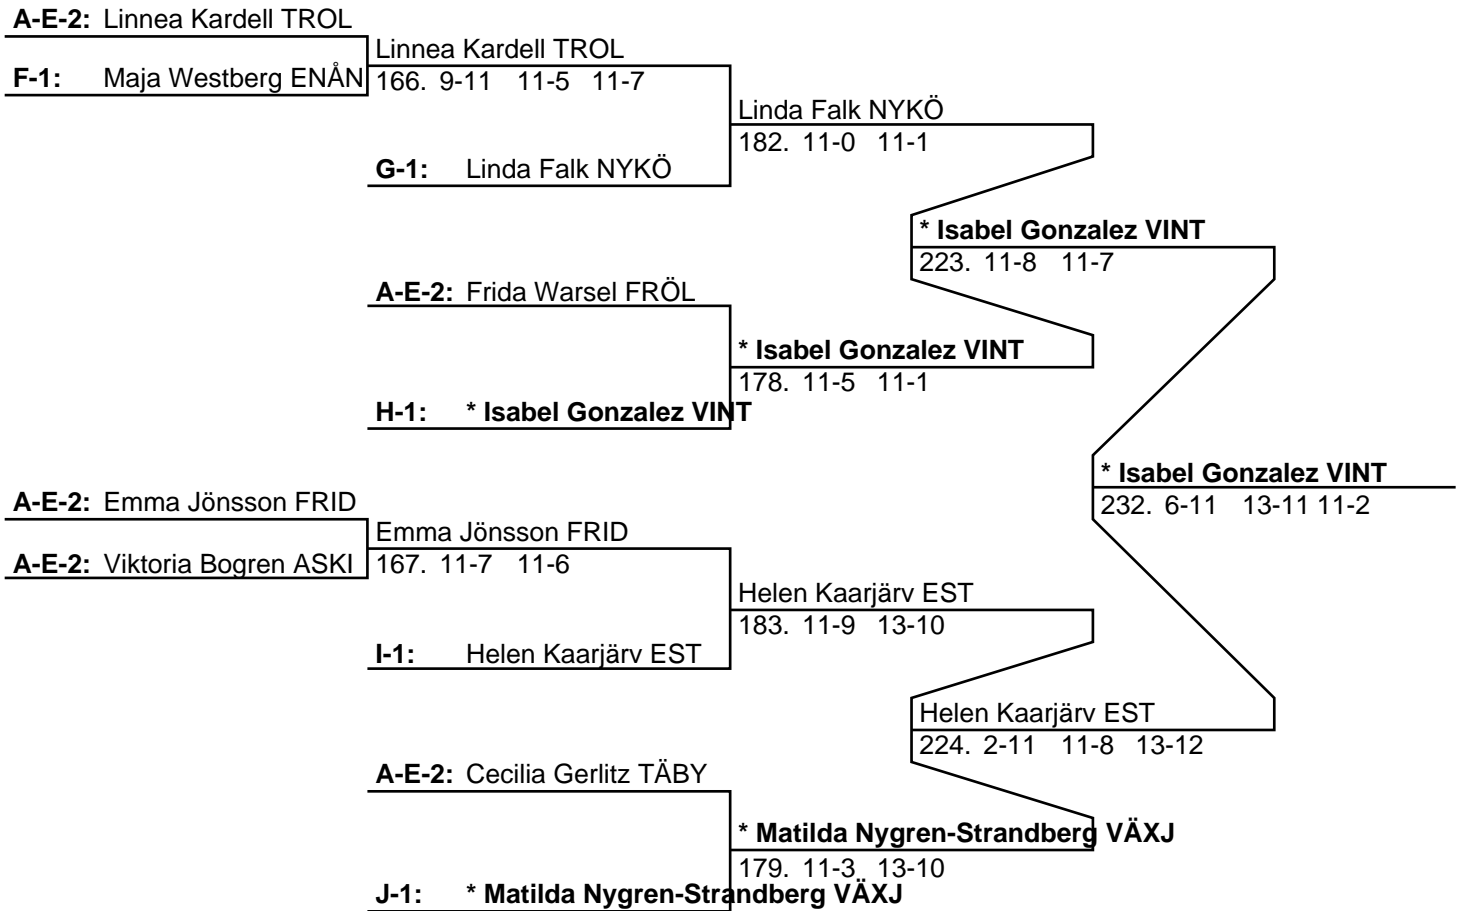 A-E-2: Linnea Kardell TROL
Linnea Kardell TROL
F-1: Maja Westberg ENÅN
166. 9-11 11-5 11-7
Linda Falk NYKÖ
182. 11-0 11-1
G-1: Linda Falk NYKÖ
* Isabel Gonzalez VINT
223. 11-8 11-7
A-E-2: Frida Warsel FRÖL
* Isabel Gonzalez VINT
178. 11-5 11-1
H-1: * Isabel Gonzalez VINT
* Isabel Gonzalez VINT
232. 6-11 13-11 11-2
A-E-2: Emma Jönsson FRID
Emma Jönsson FRID
A-E-2: Viktoria Bogren ASKI
167. 11-7 11-6
Helen Kaarjärv EST
183. 11-9 13-10
I-1: Helen Kaarjärv EST
Helen Kaarjärv EST
224. 2-11 11-8 13-12
A-E-2: Cecilia Gerlitz TÄBY
* Matilda Nygren-Strandberg VÄXJ
179. 11-3 13-10
J-1: * Matilda Nygren-Strandberg VÄXJ